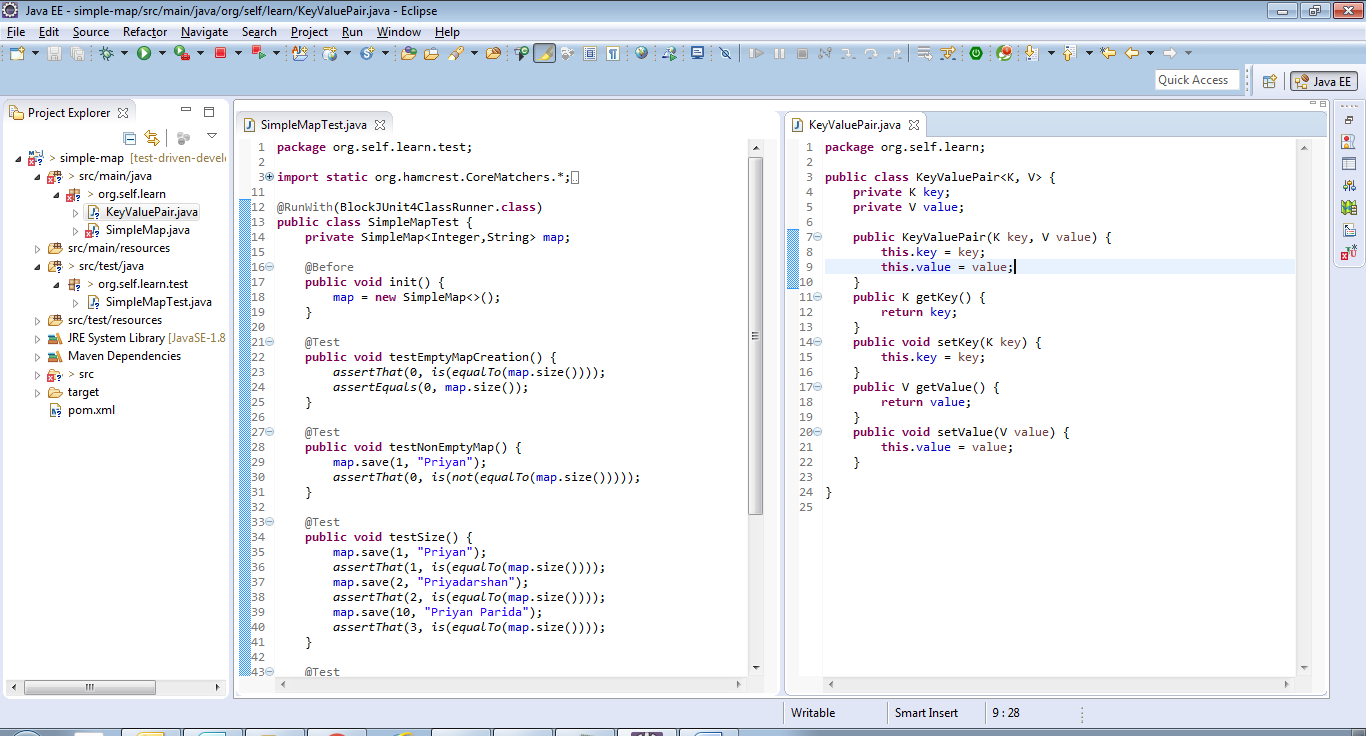 Java EE - simple-map/src/main/java/org/self/learn/KeyValuePair.java - Eclipse
File Edit Source Refactor Navigate Search Project Run Window Help
Quick Access
Java EE
Project Explorer
> simple-map [test-driven-develo
> src/main/java
> org.self.learn
KeyValuePair.java
SimpleMap.java
src/main/resources
> src/test/java
> org.self.learn.test
SimpleMapTest.java
src/test/resources
JRE System Library [JavaSE-1.8
Maven Dependencies
> src
target
pom.xml
SimpleMapTest.java
1 package org.self.learn.test;
2
3 import static org.hamcrest.CoreMatchers.*;
11
12 @RunWith(BlockJUnit4ClassRunner.class)
13 public class SimpleMapTest {
14 private SimpleMap<Integer,String> map;
15
16 @Before
17 public void init() {
18 map = new SimpleMap<>();
19 }
20
21 @Test
22 public void testEmptyMapCreation() {
23 assertThat(0, is(equalTo(map.size())));
24 assertEquals(0, map.size());
25 }
26
27 @Test
28 public void testNonEmptyMap() {
29 map.save(1, "Priyan");
30 assertThat(0, is(not(equalTo(map.size()))));
31 }
32
33 @Test
34 public void testSize() {
35 map.save(1, "Priyan");
36 assertThat(1, is(equalTo(map.size())));
37 map.save(2, "Priyadarshan");
38 assertThat(2, is(equalTo(map.size())));
39 map.save(10, "Priyan Parida");
40 assertThat(3, is(equalTo(map.size())));
41 }
42
43 @Test
KeyValuePair.java
1 package org.self.learn;
2
3 public class KeyValuePair<K, V> {
4 private K key;
5 private V value;
6
7 public KeyValuePair(K key, V value) {
8 this.key = key;
9 this.value = value;
10 }
11 public K getKey() {
12 return key;
13 }
14 public void setKey(K key) {
15 this.key = key;
16 }
17 public V getValue() {
18 return value;
19 }
20 public void setValue(V value) {
21 this.value = value;
22 }
23
24 }
25
Writable Smart Insert 9 : 28